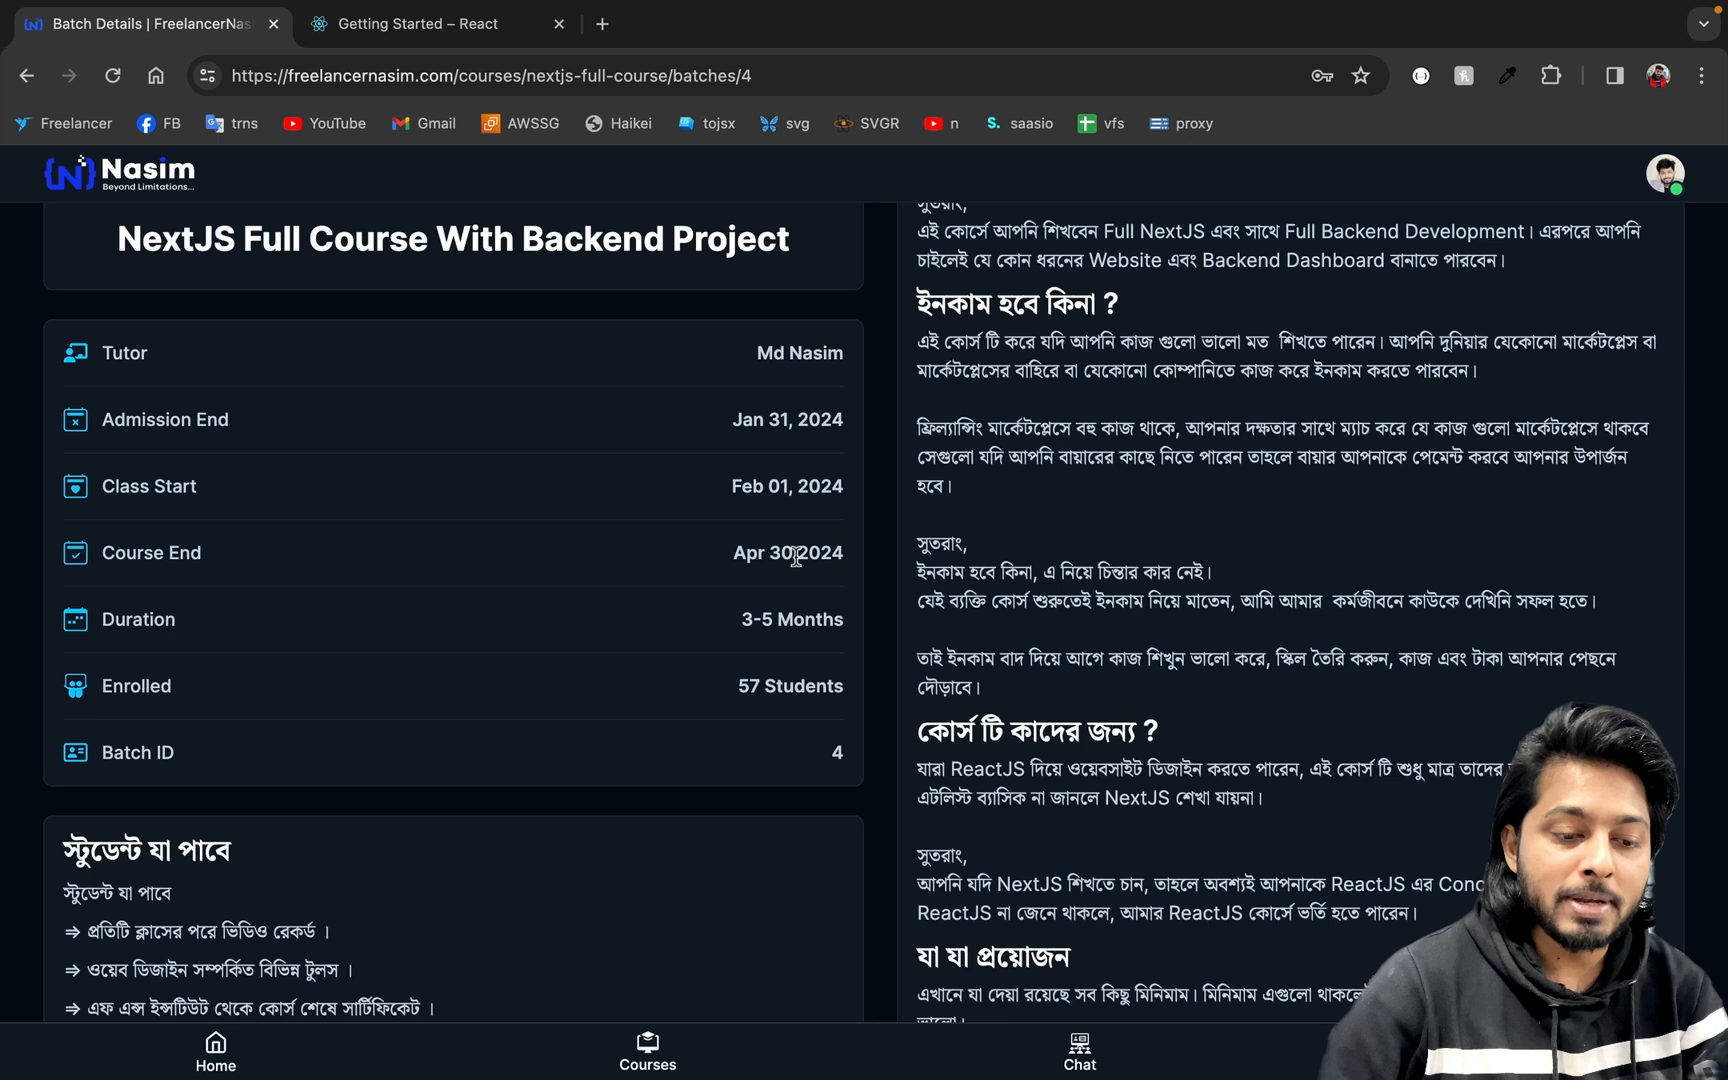 Batch Details | FreelancerNas
Getting Started – React
https://freelancernasim.com/courses/nextjs-full-course/batches/4
Freelancer
FB
trns
YouTube
Gmail
AWSSG
Haikei
tojsx
svg
SVGR
n
saasio
vfs
proxy
Nasim
Beyond Limitations...
NextJS Full Course With Backend Project
Tutor Md Nasim
Admission End Jan 31, 2024
Class Start Feb 01, 2024
Course End Apr 30 2024
Duration 3-5 Months
Enrolled 57 Students
Batch ID 4
স্টুডেন্ট যা পাবে
স্টুডেন্ট যা পাবে
⇒ প্রতিটি ক্লাসের পরে ভিডিও রেকর্ড ।
⇒ ওয়েব ডিজাইন সম্পর্কিত বিভিন্ন টুলস ।
⇒ এফ এন্স ইন্সটিউট থেকে কোর্স শেষে সার্টিফিকেট ।
সুতরাং,
এই কোর্সে আপনি শিখবেন Full NextJS এবং সাথে Full Backend Development। এরপরে আপনি
চাইলেই যে কোন ধরনের Website এবং Backend Dashboard বানাতে পারবেন।
ইনকাম হবে কিনা ?
এই কোর্স টি করে যদি আপনি কাজ গুলো ভালো মত শিখতে পারেন। আপনি দুনিয়ার যেকোনো মার্কেটপ্লেস বা
মার্কেটপ্লেসের বাহিরে বা যেকোনো কোম্পানিতে কাজ করে ইনকাম করতে পারবেন।
ফ্রিল্যান্সিং মার্কেটপ্লেসে বহু কাজ থাকে, আপনার দক্ষতার সাথে ম্যাচ করে যে কাজ গুলো মার্কেটপ্লেসে থাকবে
সেগুলো যদি আপনি বায়ারের কাছে নিতে পারেন তাহলে বায়ার আপনাকে পেমেন্ট করবে আপনার উপার্জন
হবে।
সুতরাং,
ইনকাম হবে কিনা, এ নিয়ে চিন্তার কার নেই।
যেই ব্যক্তি কোর্স শুরুতেই ইনকাম নিয়ে মাতেন, আমি আমার কর্মজীবনে কাউকে দেখিনি সফল হতে।
তাই ইনকাম বাদ দিয়ে আগে কাজ শিখুন ভালো করে, স্কিল তৈরি করুন, কাজ এবং টাকা আপনার পেছনে
দৌড়াবে।
কোর্স টি কাদের জন্য ?
যারা ReactJS দিয়ে ওয়েবসাইট ডিজাইন করতে পারেন, এই কোর্স টি শুধু মাত্র তাদের
এটলিস্ট ব্যাসিক না জানলে NextJS শেখা যায়না।
সুতরাং,
আপনি যদি NextJS শিখতে চান, তাহলে অবশ্যই আপনাকে ReactJS এর Conc
ReactJS না জেনে থাকলে, আমার ReactJS কোর্সে ভর্তি হতে পারেন।
যা যা প্রয়োজন
এখানে যা দেয়া রয়েছে সব কিছু মিনিমাম। মিনিমাম এগুলো থাকলে
ভালো।
Home
Courses
Chat